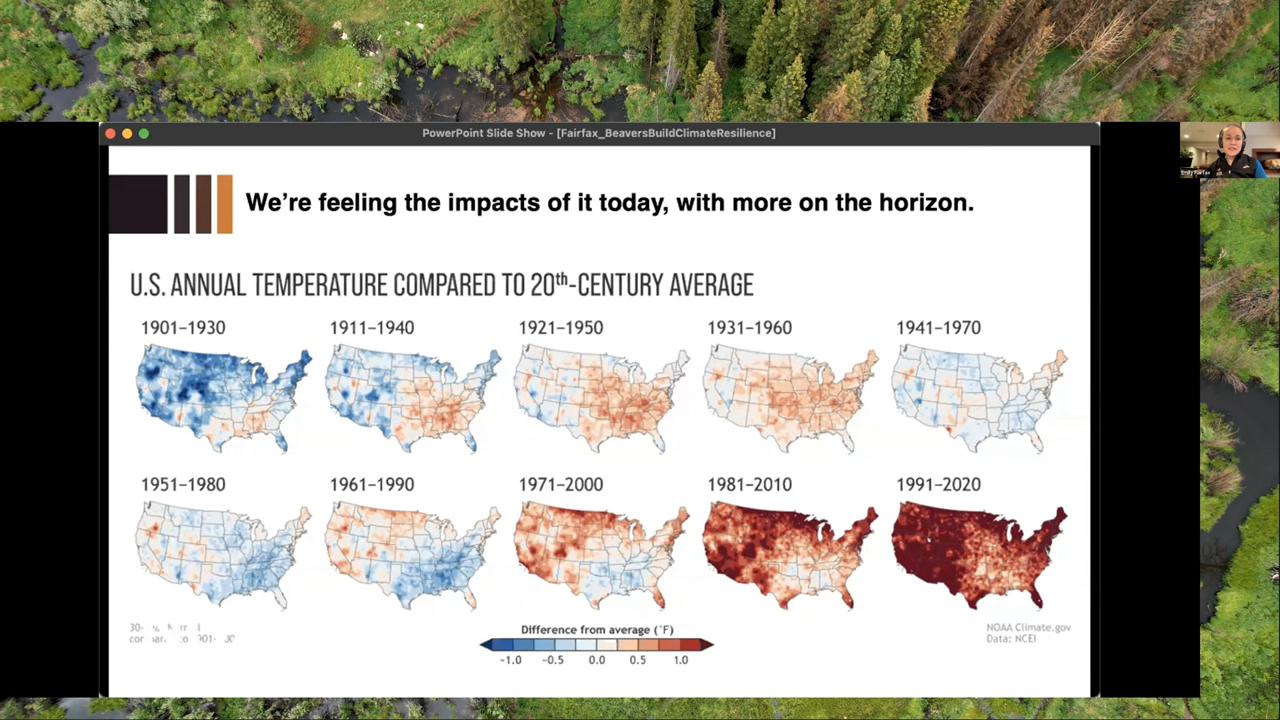 PowerPoint Slide Show - [Fairfax_BeaversBuildClimateResilience]
Emily Fairfax
We’re feeling the impacts of it today, with more on the horizon.
U.S. ANNUAL TEMPERATURE COMPARED TO 20th-CENTURY AVERAGE
1901–1930 1911–1940 1921–1950 1931–1960 1941–1970
1951–1980 1961–1990 1971–2000 1981–2010 1991–2020
Difference from average (°F)
-1.0 -0.5 0.0 0.5 1.0
NOAA Climate.gov
Data: NCEI